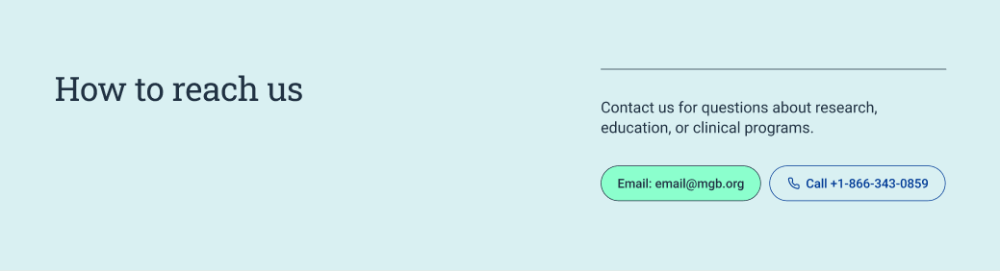 How to reach us
Contact us for questions about research,
education, or clinical programs.
Email: email@mgb.org
Call +1-866-343-0859